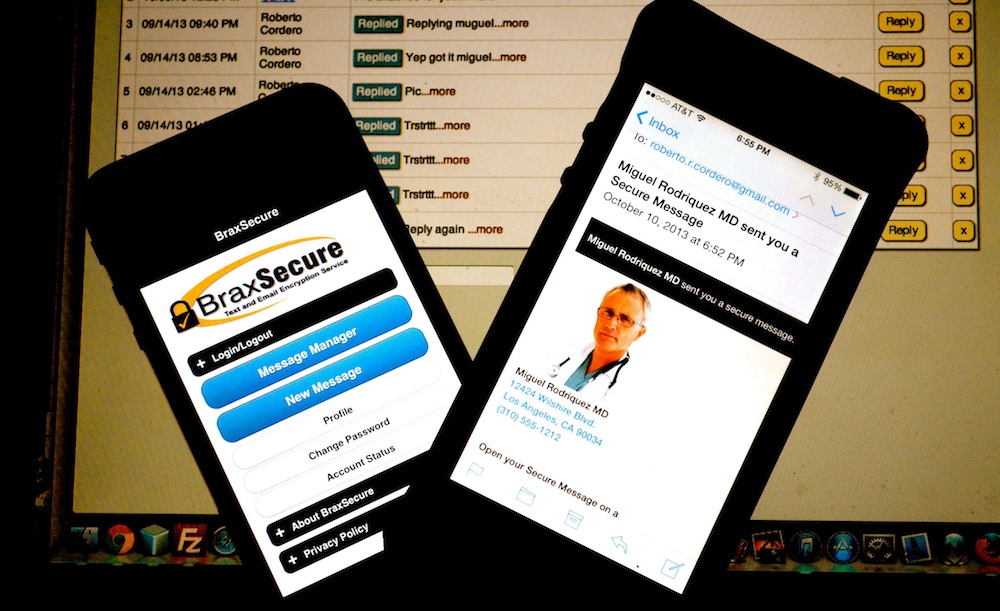 3 09/14/13 09:40 PM Roberto Cordero Replied Replying muguel...more Reply x
4 09/14/13 08:53 PM Roberto Cordero Replied Yep got it miguel...more Reply x
5 09/14/13 02:46 PM Roberto Cordero Replied Pic...more Reply x
6 Replied Trstrttt...more Reply x
Replied Trstrttt...more x
Replied Trstrttt...more Reply x
Reply again ...more Reply x
BraxSecure
BraxSecure
Text and Email Encryption Service
+ Login/Logout
Message Manager
New Message
Profile
Change Password
Account Status
+ About BraxSecure
+ Privacy Policy
AT&T 6:55 PM 95%
Inbox
To: roberto.r.cordero@gmail.com
Miguel Rodriquez MD sent you a
Secure Message
October 10, 2013 at 6:52 PM
Miguel Rodriquez MD sent you a secure message.
Miguel Rodriquez MD
12424 Wilshire Blvd.
Los Angeles, CA 90034
(310) 555-1212
Open your Secure Message on a
FZ